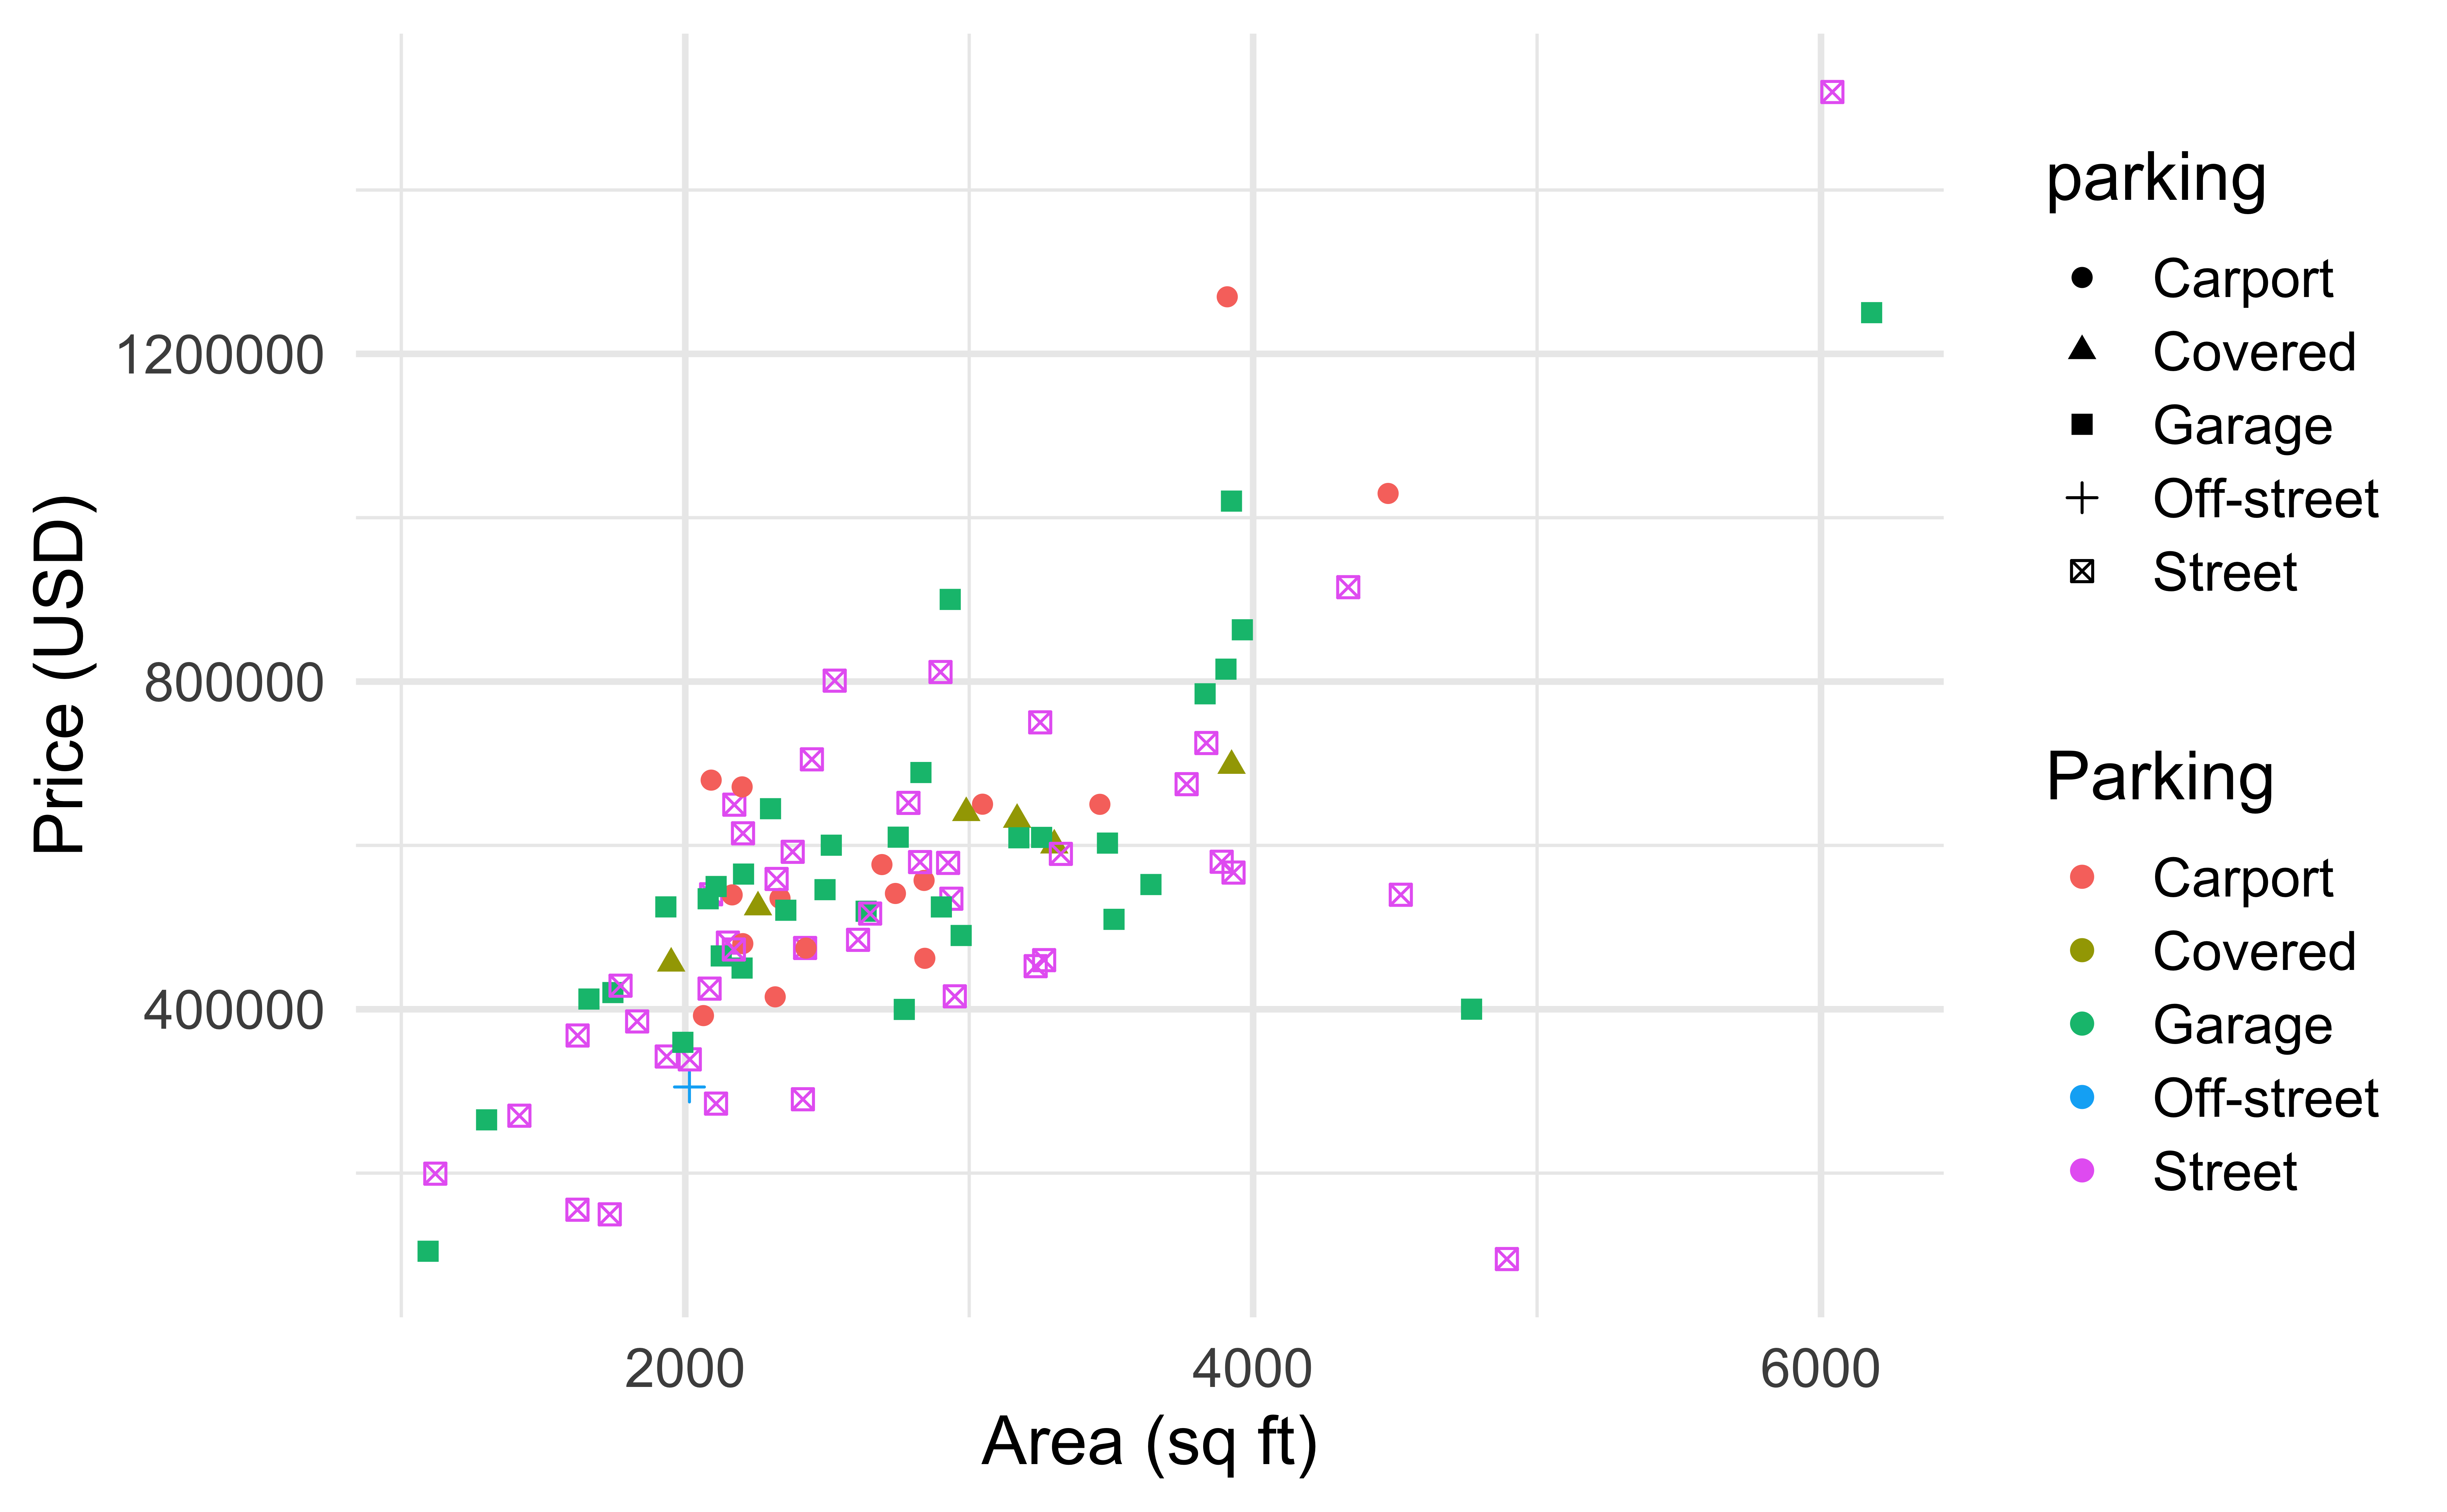 Price (USD)
1200000
800000
400000
2000
4000
6000
Area (sq ft)
parking
Carport
Covered
Garage
Off-street
Street
Parking
Carport
Covered
Garage
Off-street
Street